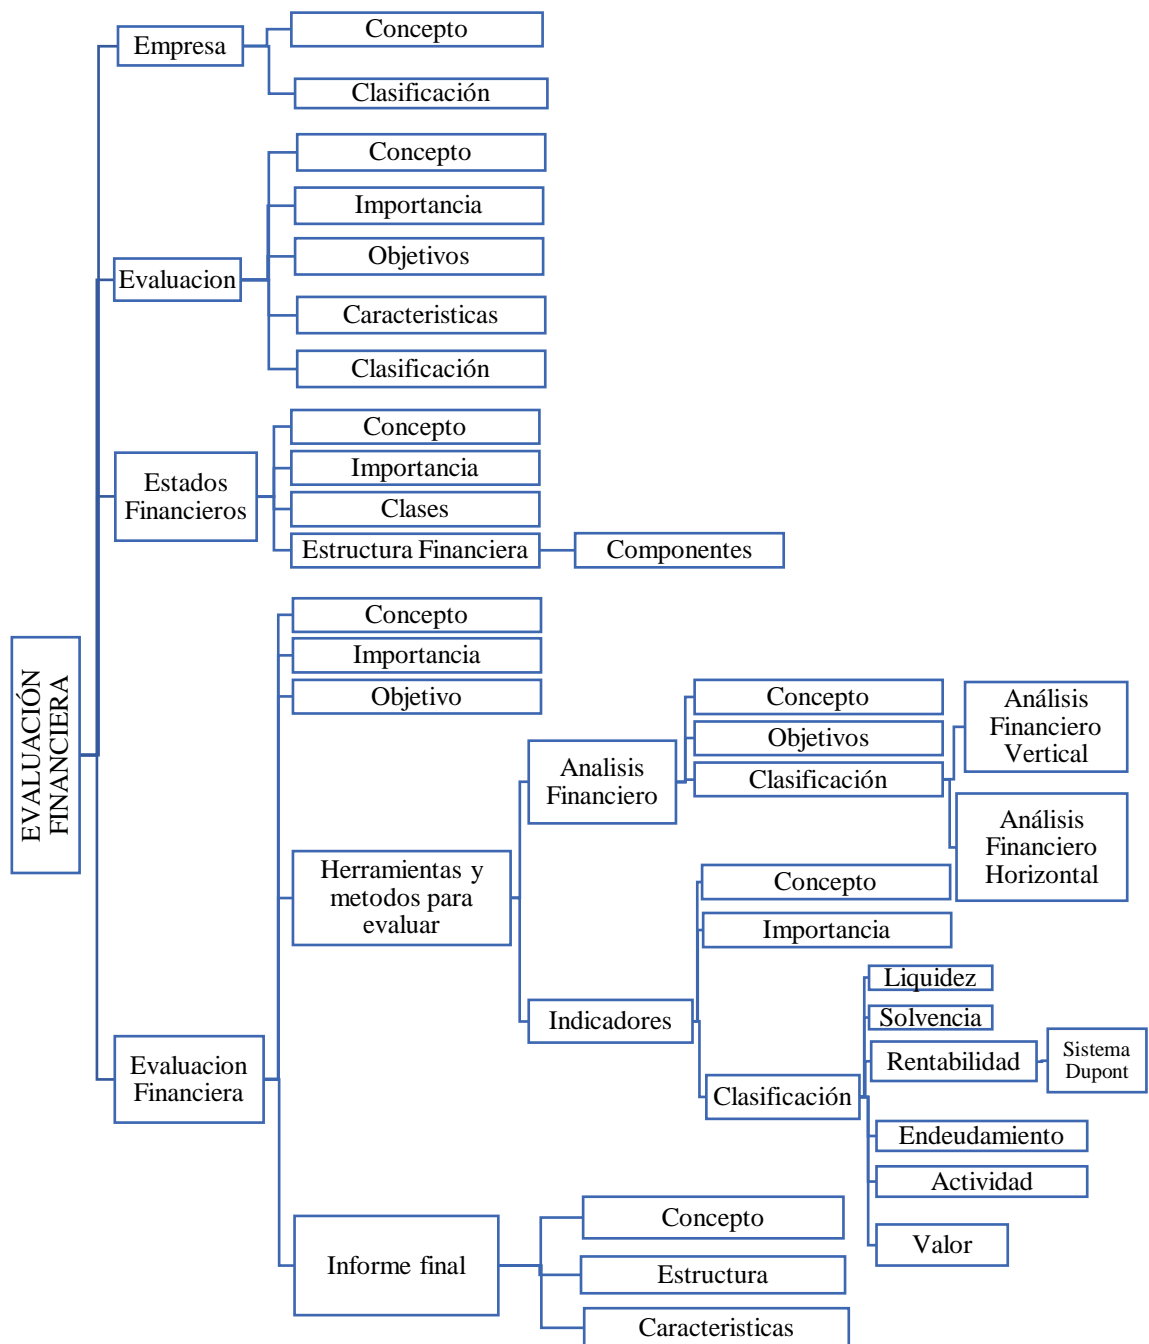 Empresa
Concepto
Clasificación
Evaluacion
Concepto
Importancia
Objetivos
Caracteristicas
Clasificación
Estados
Financieros
Concepto
Importancia
Clases
Estructura Financiera
Componentes
EVALUACIÓN
FINANCIERA
Evaluacion
Financiera
Concepto
Importancia
Objetivo
Herramientas y
metodos para
evaluar
Analisis
Financiero
Concepto
Objetivos
Clasificación
Análisis
Financiero
Vertical
Análisis
Financiero
Horizontal
Indicadores
Concepto
Importancia
Clasificación
Liquidez
Solvencia
Rentabilidad
Sistema
Dupont
Endeudamiento
Actividad
Valor
Informe final
Concepto
Estructura
Caracteristicas